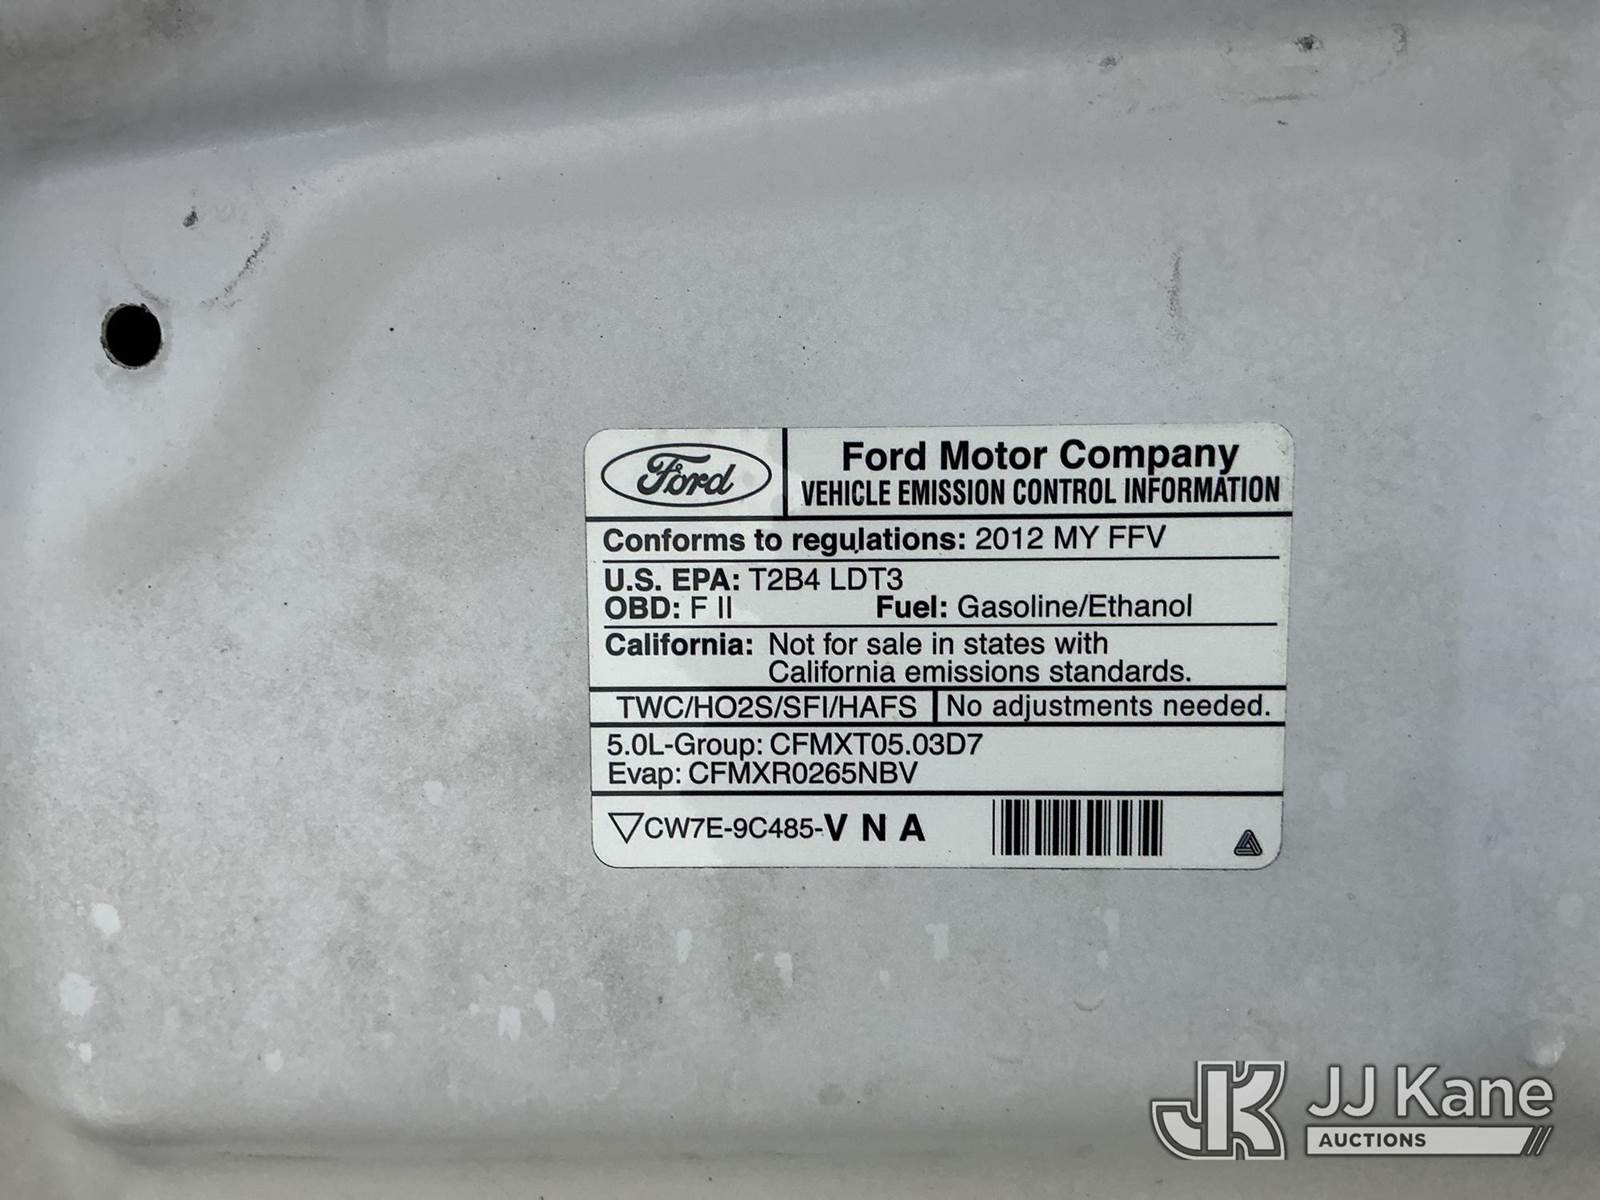 Ford
Ford Motor Company
VEHICLE EMISSION CONTROL INFORMATION
Conforms to regulations: 2012 MY FFV
U.S. EPA: T2B4 LDT3
OBD: F II Fuel: Gasoline/Ethanol
California: Not for sale in states with
California emissions standards.
TWC/HO2S/SFI/HAFS No adjustments needed.
5.0L-Group: CFMXT05.03D7
Evap: CFMXR0265NBV
CW7E-9C485-V N A
JK JJ Kane
AUCTIONS